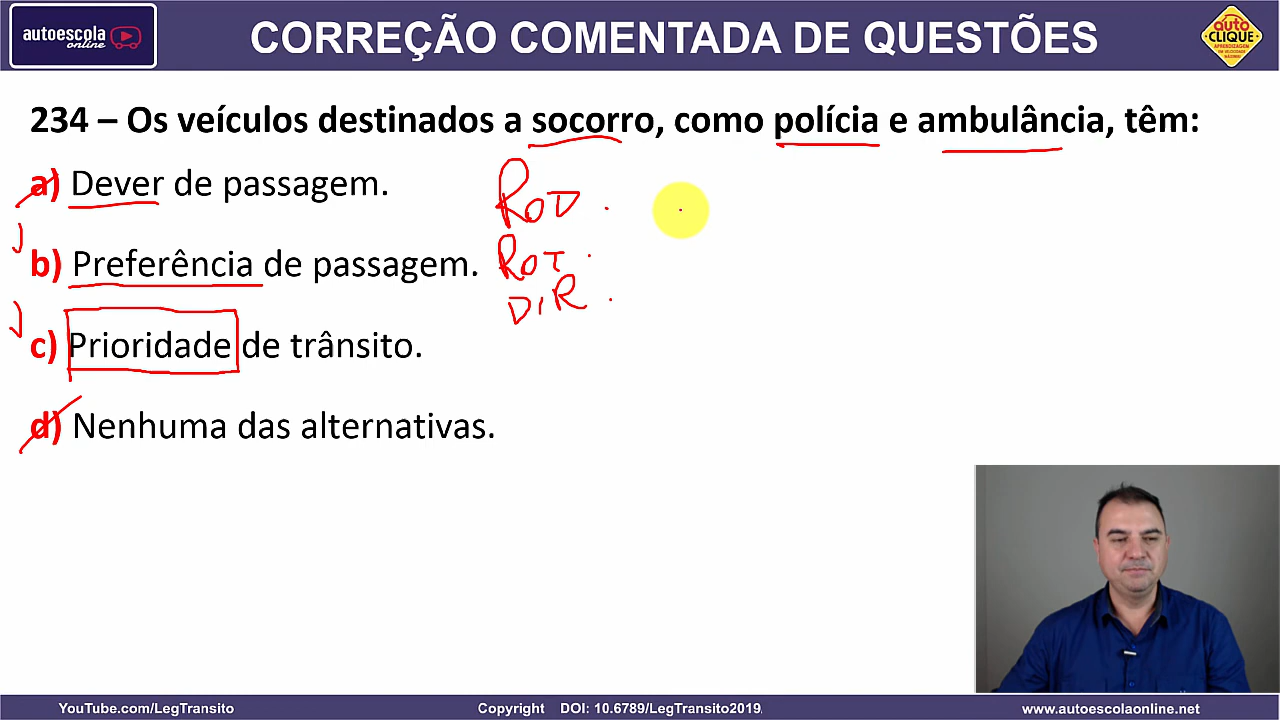 autoescola
online
CORREÇÃO COMENTADA DE QUESTÕES
auto
CLIQUE
234 – Os veículos destinados a socorro, como polícia e ambulância, têm:
a) Dever de passagem.
ROD.
b) Preferência de passagem.
ROT.
DIR.
c) Prioridade de trânsito.
d) Nenhuma das alternativas.
YouTube.com/LegTransito
Copyright DOI: 10.6789/LegTransito2019
www.autoescolaonline.net